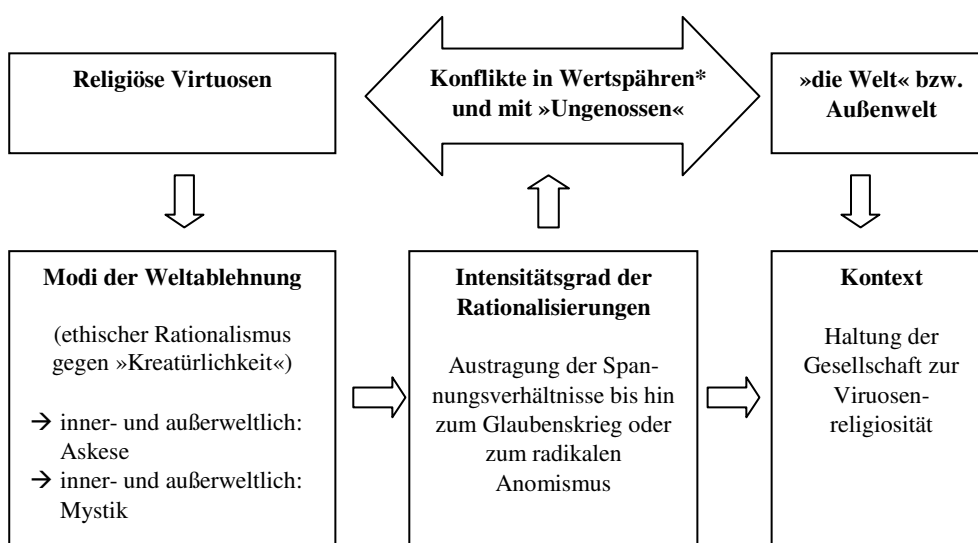 Religiöse Virtuosen
Konflikte in Wertspähren*
und mit »Ungenossen«
»die Welt« bzw.
Außenwelt
Modi der Weltablehnung
(ethischer Rationalismus
gegen »Kreatürlichkeit«)
→ inner- und außerweltlich:
Askese
→ inner- und außerweltlich:
Mystik
Intensitätsgrad der
Rationalisierungen
Austragung der Span-
nungsverhältnisse bis hin
zum Glaubenskrieg oder
zum radikalen
Anomismus
Kontext
Haltung der
Gesellschaft zur
Viruosen-
religiosität